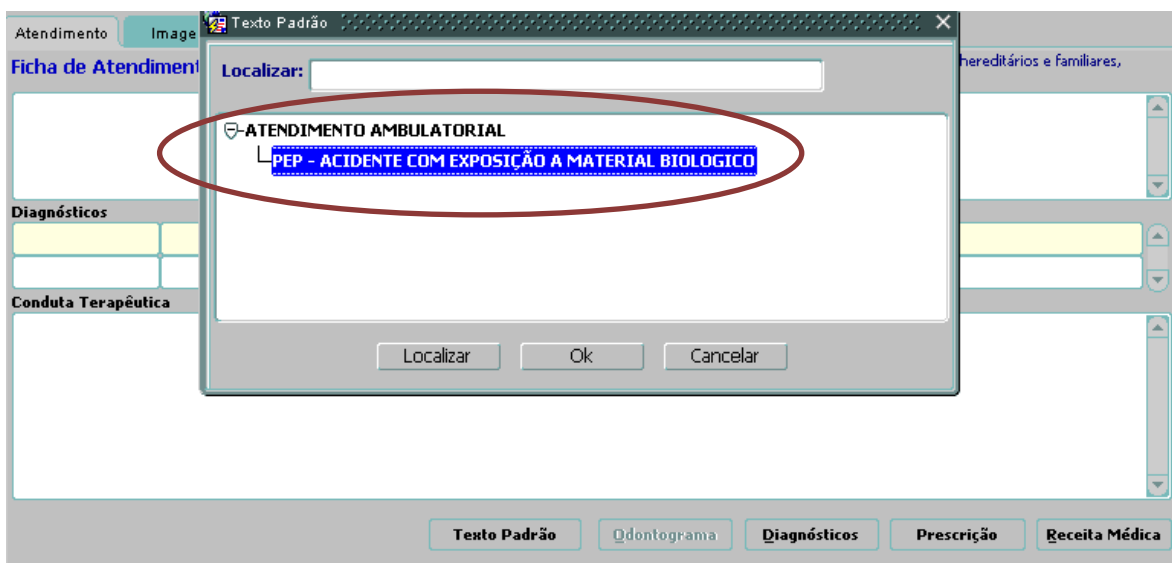 Atendimento
Image
Texto Padrão
Ficha de Atendiment
hereditários e familiares,
Localizar:
ATENDIMENTO AMBULATORIAL
PEP - ACIDENTE COM EXPOSIÇÃO A MATERIAL BIOLOGICO
Diagnósticos
Conduta Terapêutica
Localizar Ok Cancelar
Texto Padrão Odontograma Diagnósticos Prescrição Receita Médica